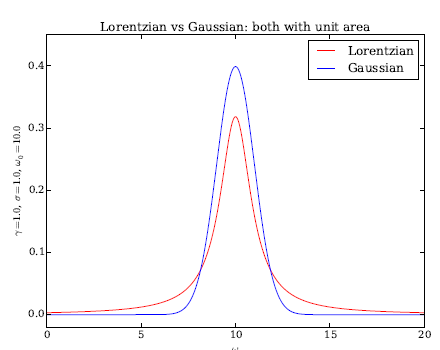 Lorentzian vs Gaussian: both with unit area
Lorentzian
Gaussian
0.4
0.3
0.2
0.1
0.0
γ=1.0, σ=1.0, ω₀=10.0
0 5 10 15 20